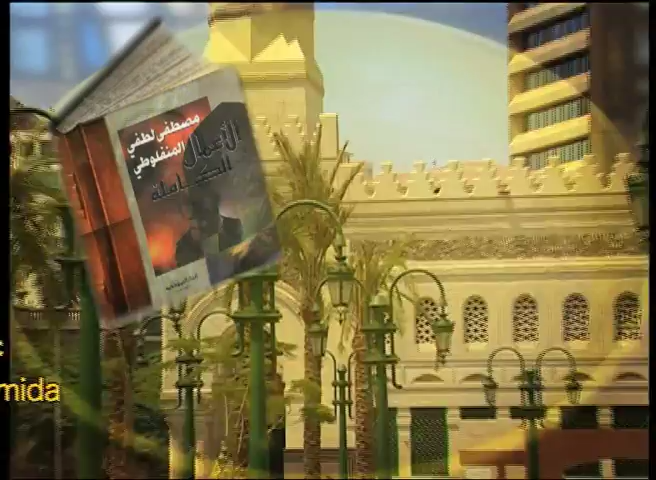 مصطفى لطفي
المنفلوطي
الأعمال
الكاملة
mida